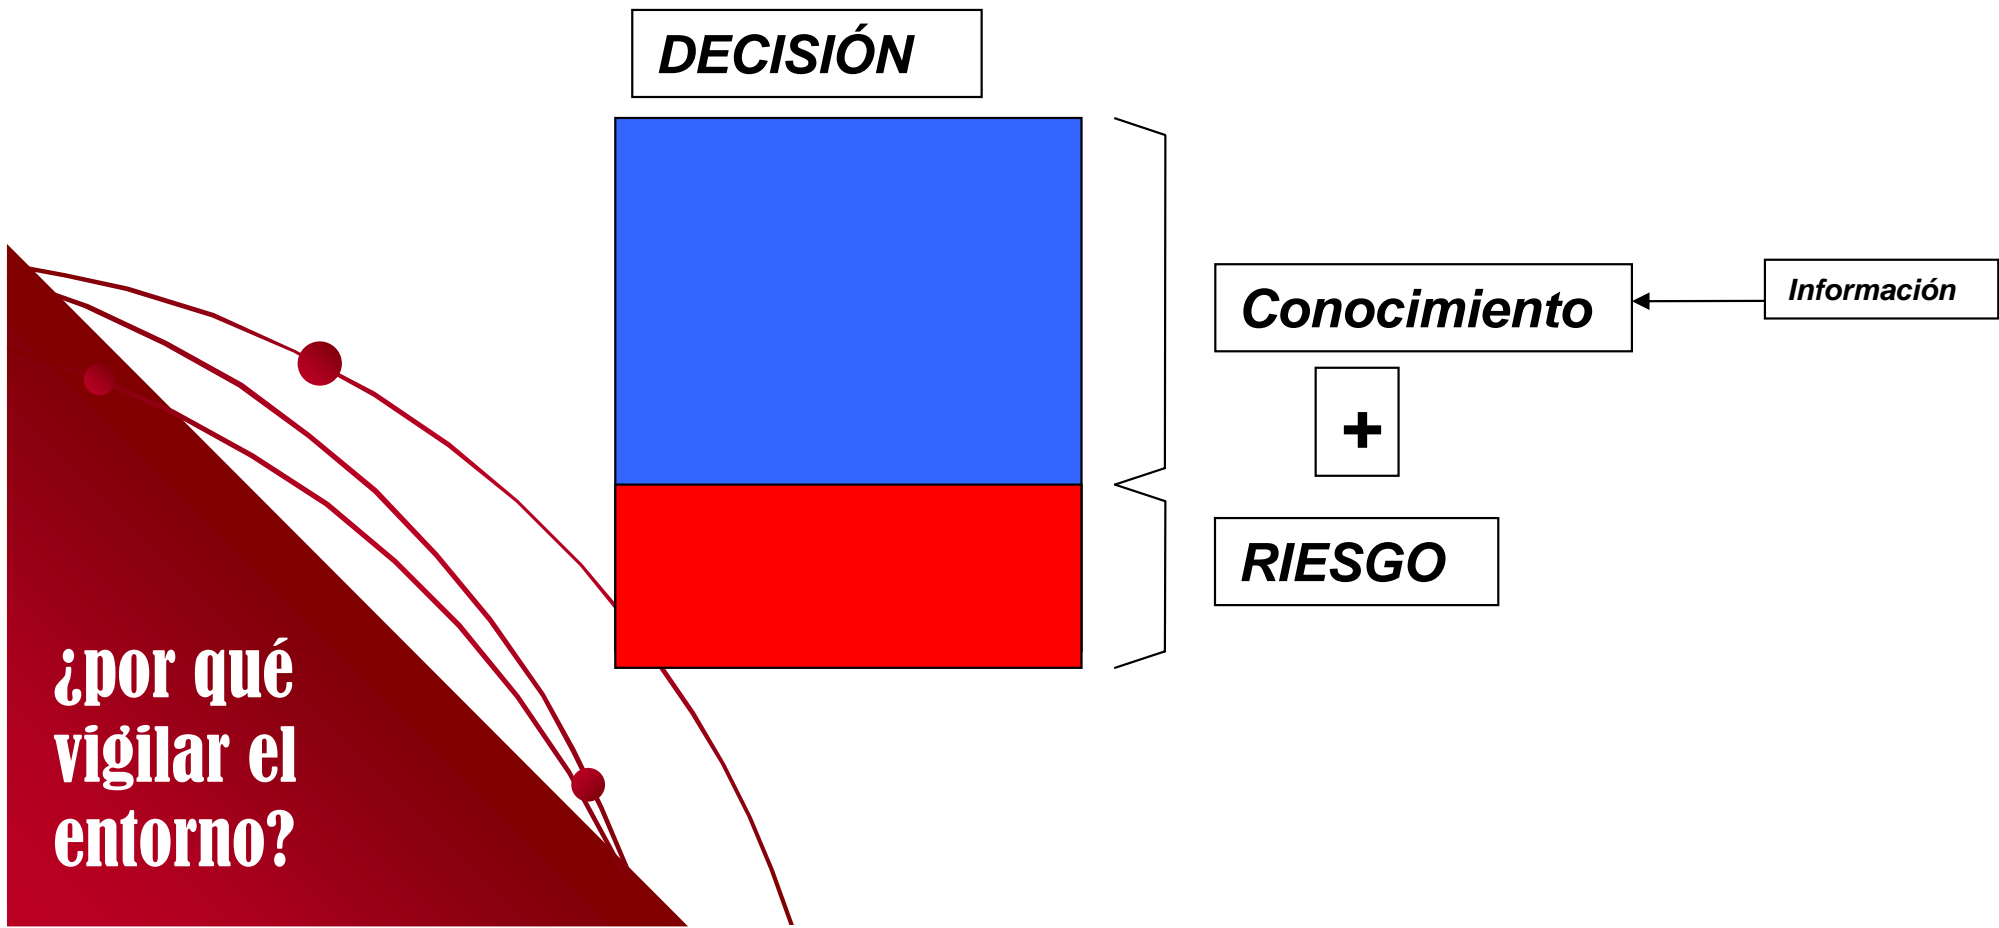 DECISIÓN
Conocimiento
Información
+
RIESGO
¿por qué
vigilar el
entorno?